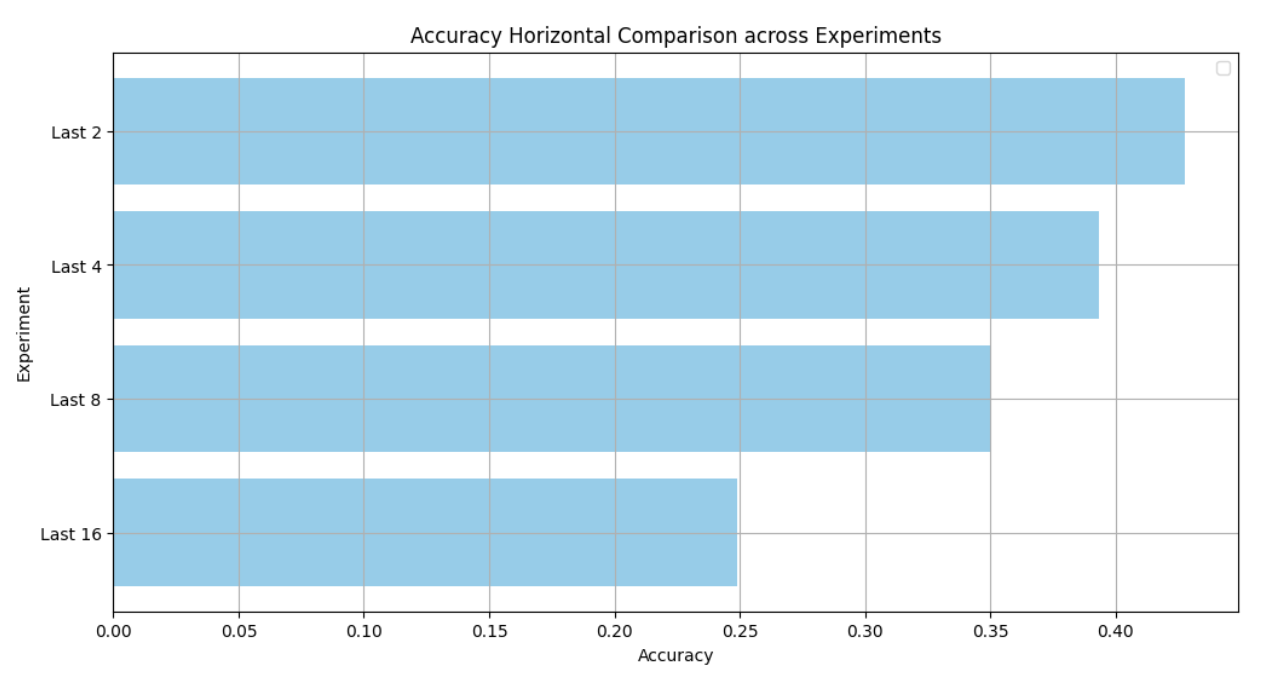 Accuracy Horizontal Comparison across Experiments
Experiment
Last 2
Last 4
Last 8
Last 16
0.00 0.05 0.10 0.15 0.20 0.25 0.30 0.35 0.40
Accuracy